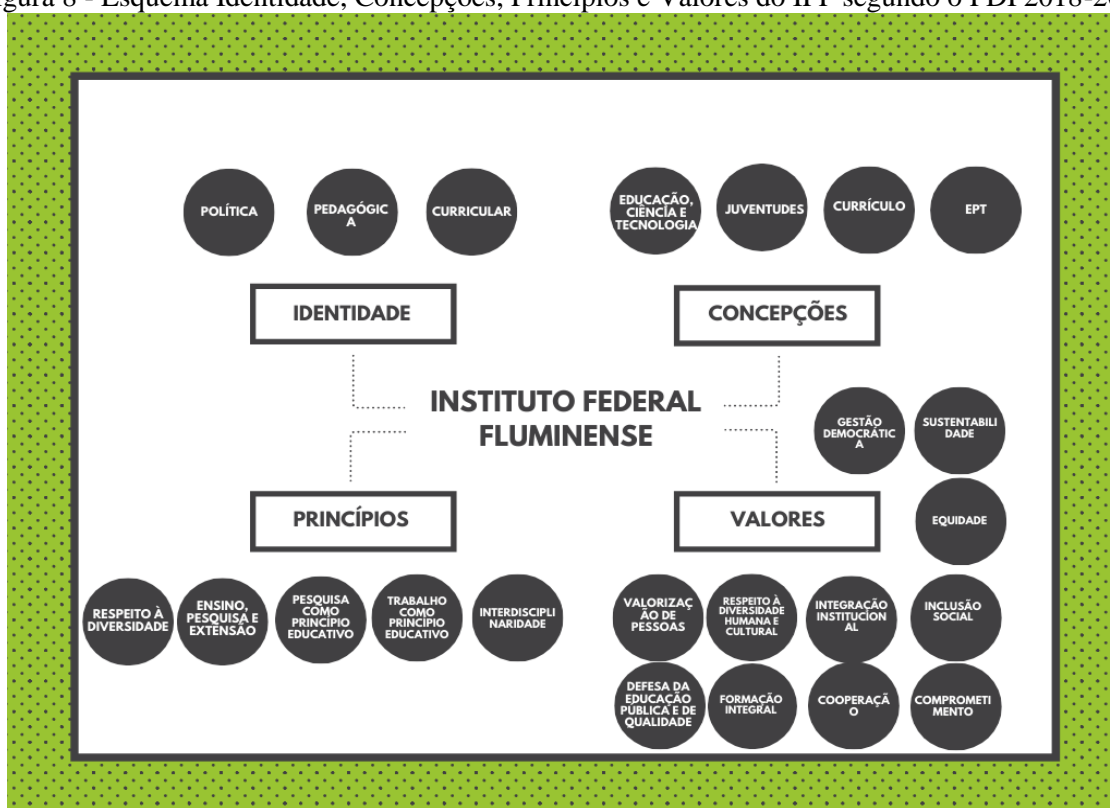 Esquema Identidade, Concepções, Princípios e Valores do IFF segundo o PDI 2018-
POLÍTICA
PEDAGÓGIC
A
CURRICULAR
EDUCAÇÃO,
CIÊNCIA E
TECNOLOGIA
JUVENTUDES
CURRÍCULO
EPT
IDENTIDADE
CONCEPÇÕES
INSTITUTO FEDERAL
FLUMINENSE
GESTÃO
DEMOCRÁTIC
A
SUSTENTABILI
DADE
EQUIDADE
PRINCÍPIOS
VALORES
RESPEITO À
DIVERSIDADE
ENSINO,
PESQUISA E
EXTENSÃO
PESQUISA
COMO
PRINCÍPIO
EDUCATIVO
TRABALHO
COMO
PRINCÍPIO
EDUCATIVO
INTERDISCIPLI
NARIDADE
VALORIZAÇ
ÃO DE
PESSOAS
RESPEITO À
DIVERSIDADE
HUMANA E
CULTURAL
INTEGRAÇÃO
INSTITUCION
AL
INCLUSÃO
SOCIAL
DEFESA DA
EDUCAÇÃO
PÚBLICA E DE
QUALIDADE
FORMAÇÃO
INTEGRAL
COOPERAÇÃ
O
COMPROMETI
MENTO